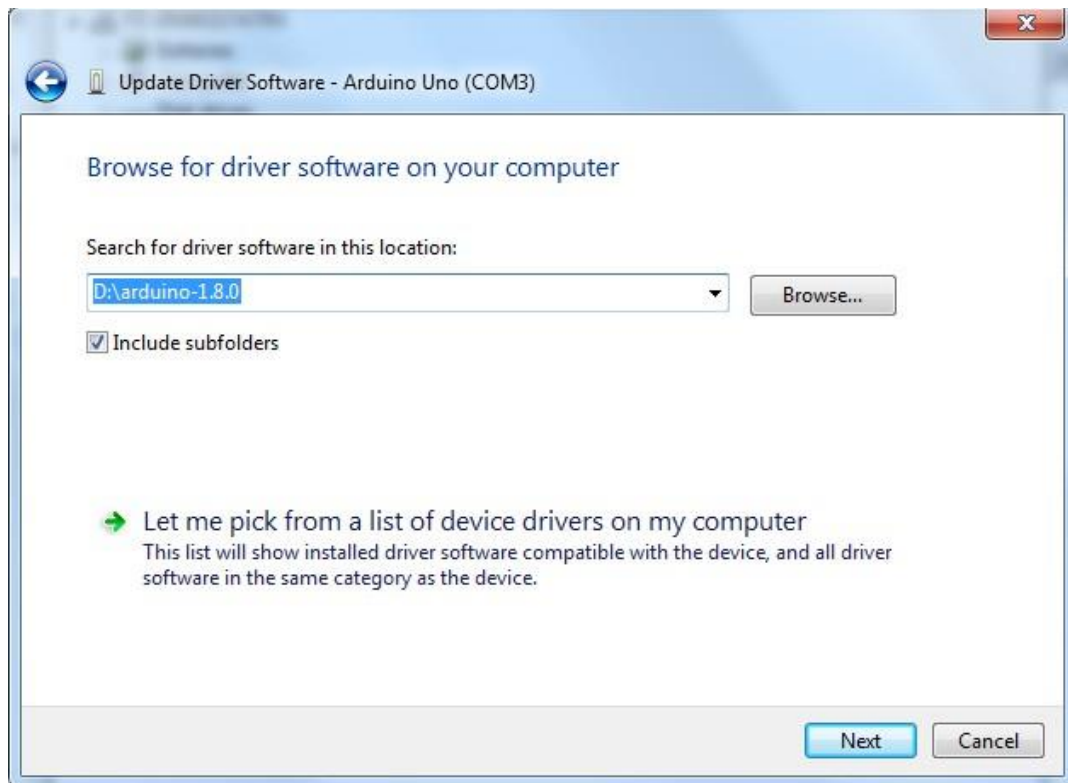 Update Driver Software - Arduino Uno (COM3)
Browse for driver software on your computer
Search for driver software in this location:
D:\arduino-1.8.0
Browse...
Include subfolders
Let me pick from a list of device drivers on my computer
This list will show installed driver software compatible with the device, and all driver
software in the same category as the device.
Next
Cancel